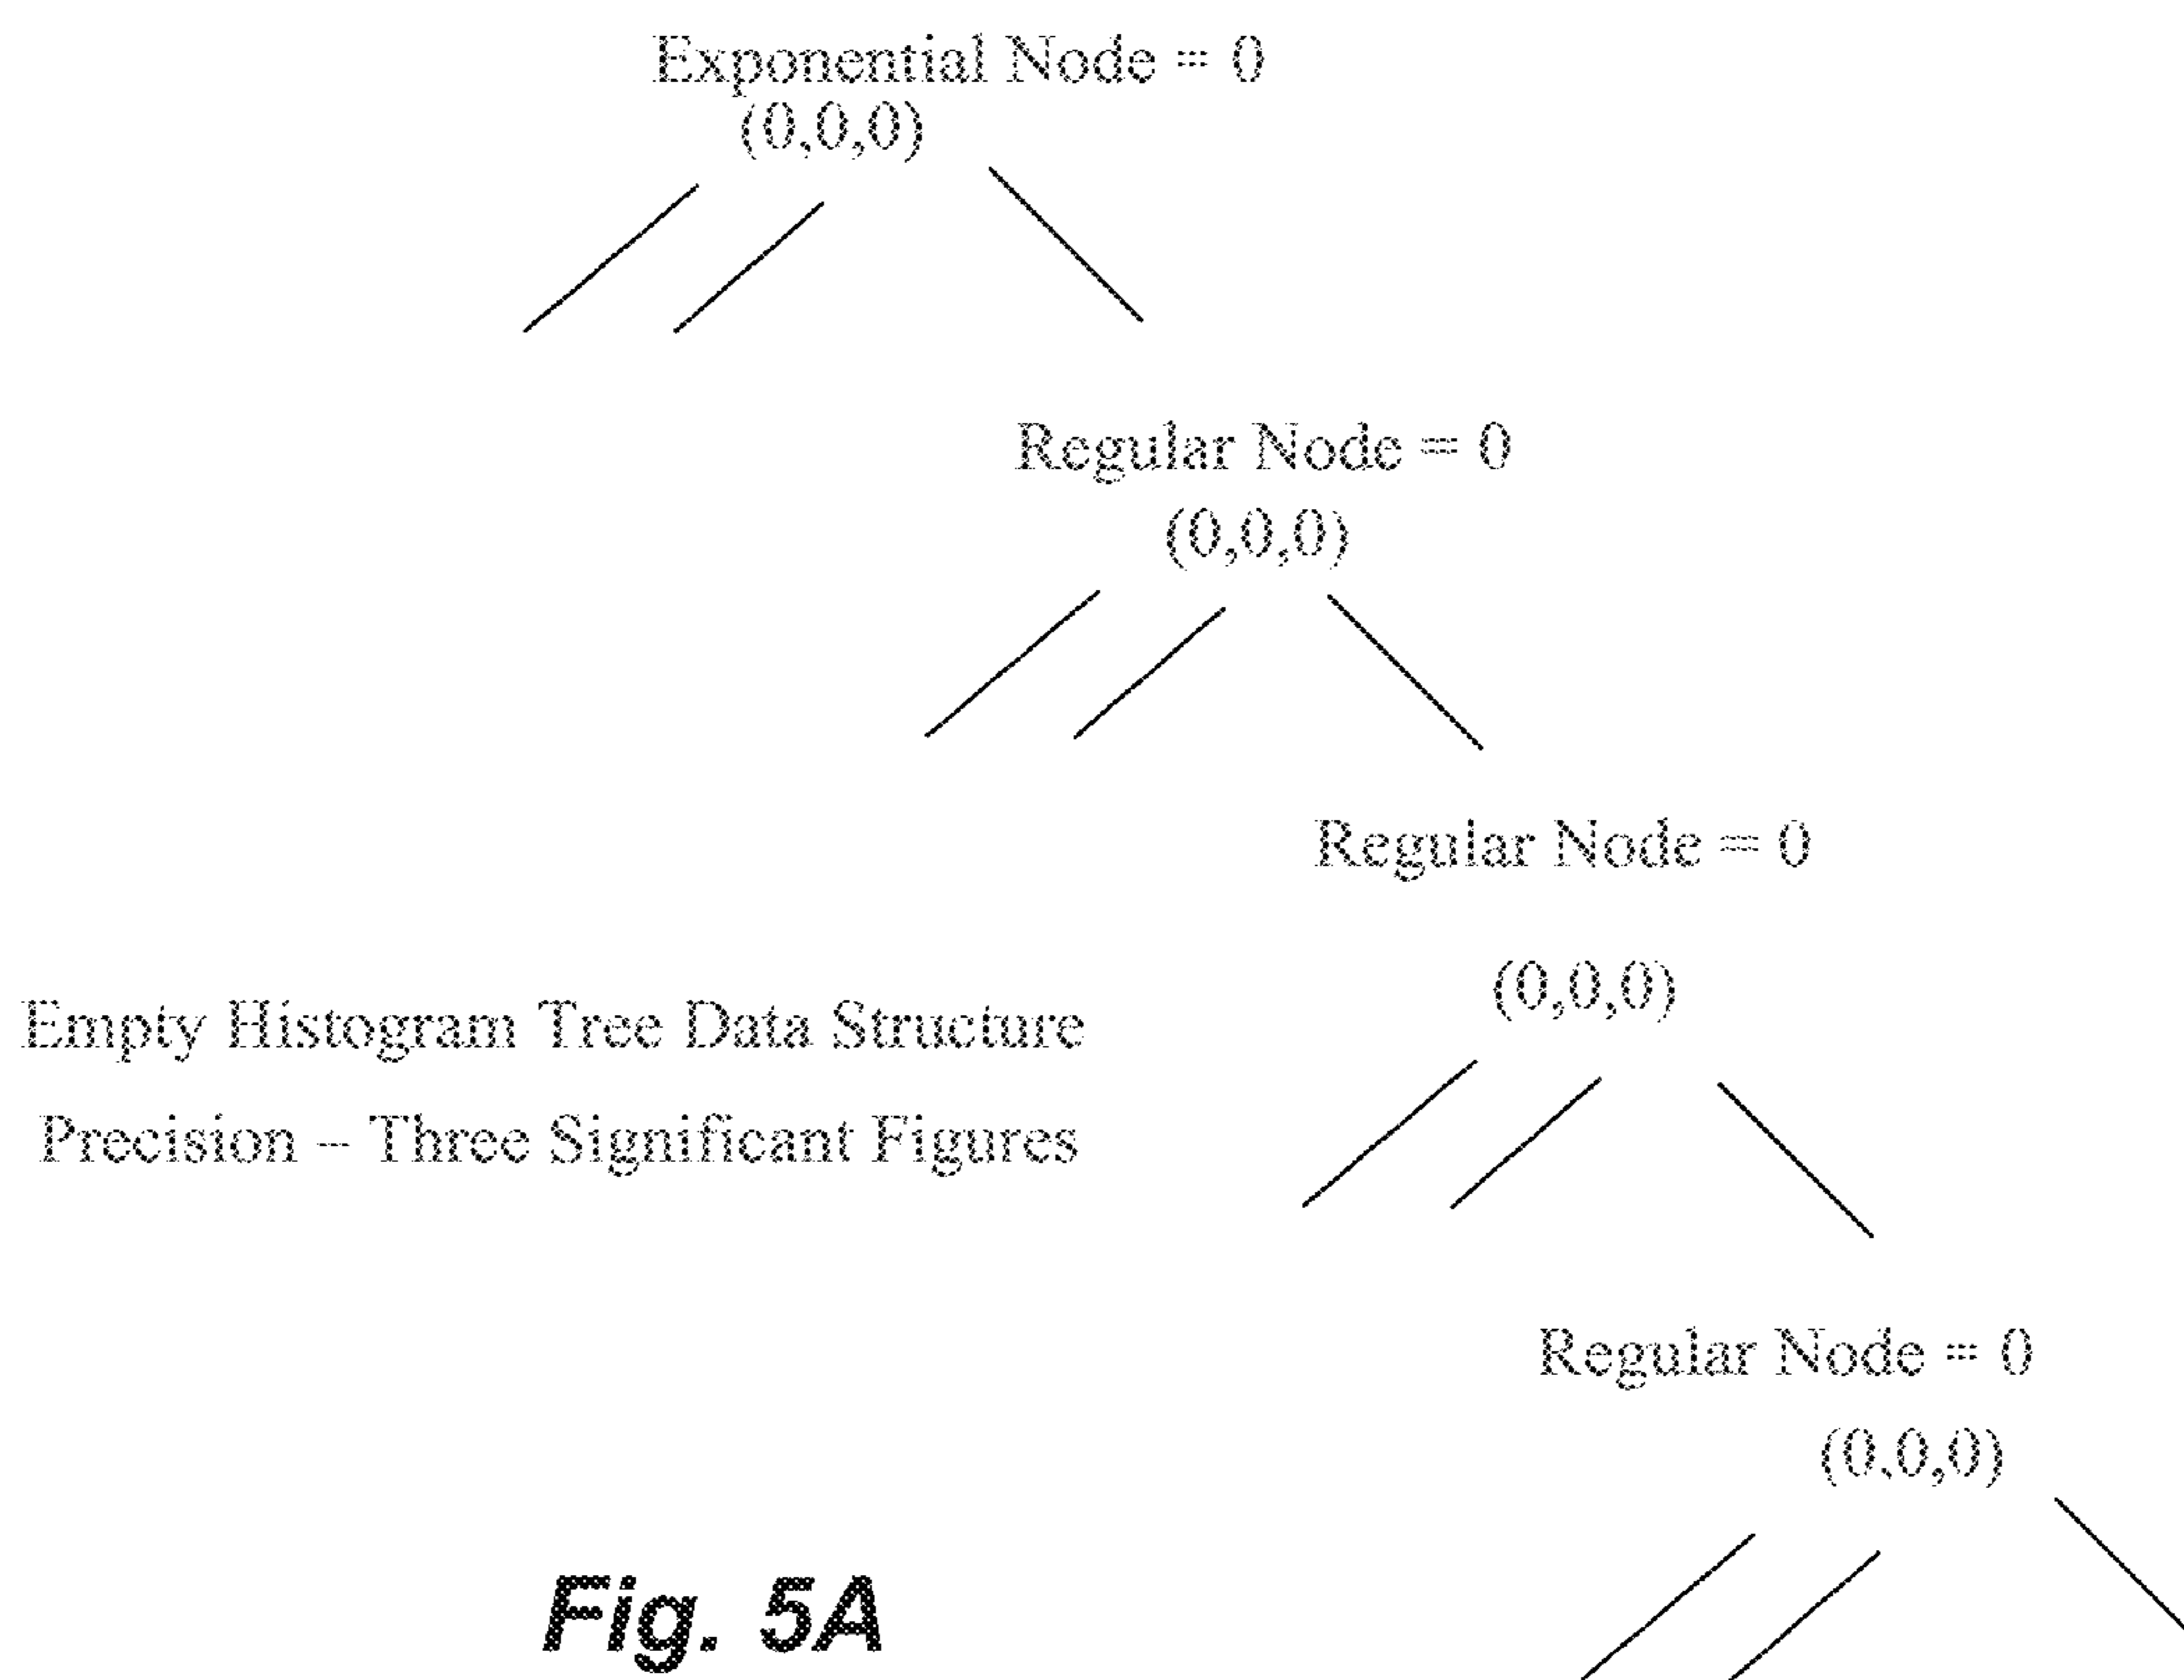 Exponential Node = 0
(0,0,0)
Regular Node = 0
(0,0,0)
Regular Node = 0
(0,0,0)
Empty Histogram Tree Data Structure
Precision – Three Significant Figures
Regular Node = 0
(0.0,0)
Fig. 5A